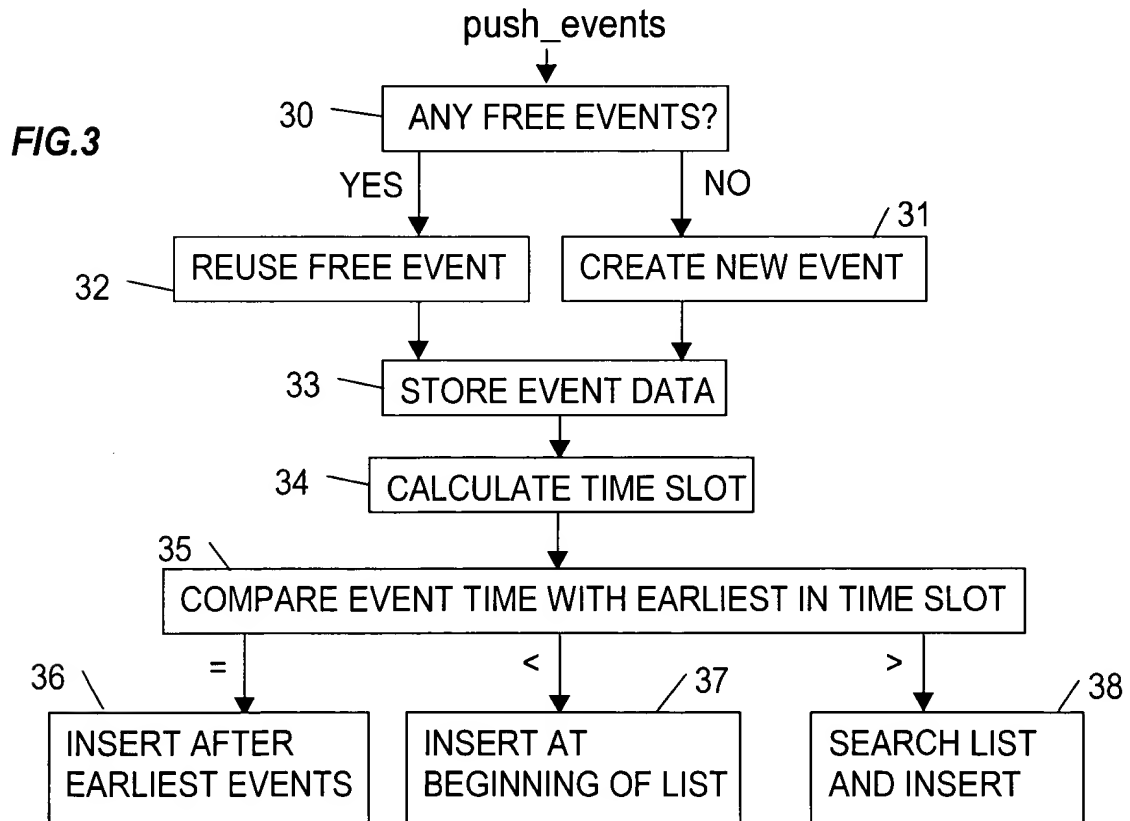 push_events
30
ANY FREE EVENTS?
FIG.3
YES
NO
31
REUSE FREE EVENT
CREATE NEW EVENT
32
33
STORE EVENT DATA
34
CALCULATE TIME SLOT
35
COMPARE EVENT TIME WITH EARLIEST IN TIME SLOT
=
<
>
36
37
38
INSERT AFTER
EARLIEST EVENTS
INSERT AT
BEGINNING OF LIST
SEARCH LIST
AND INSERT